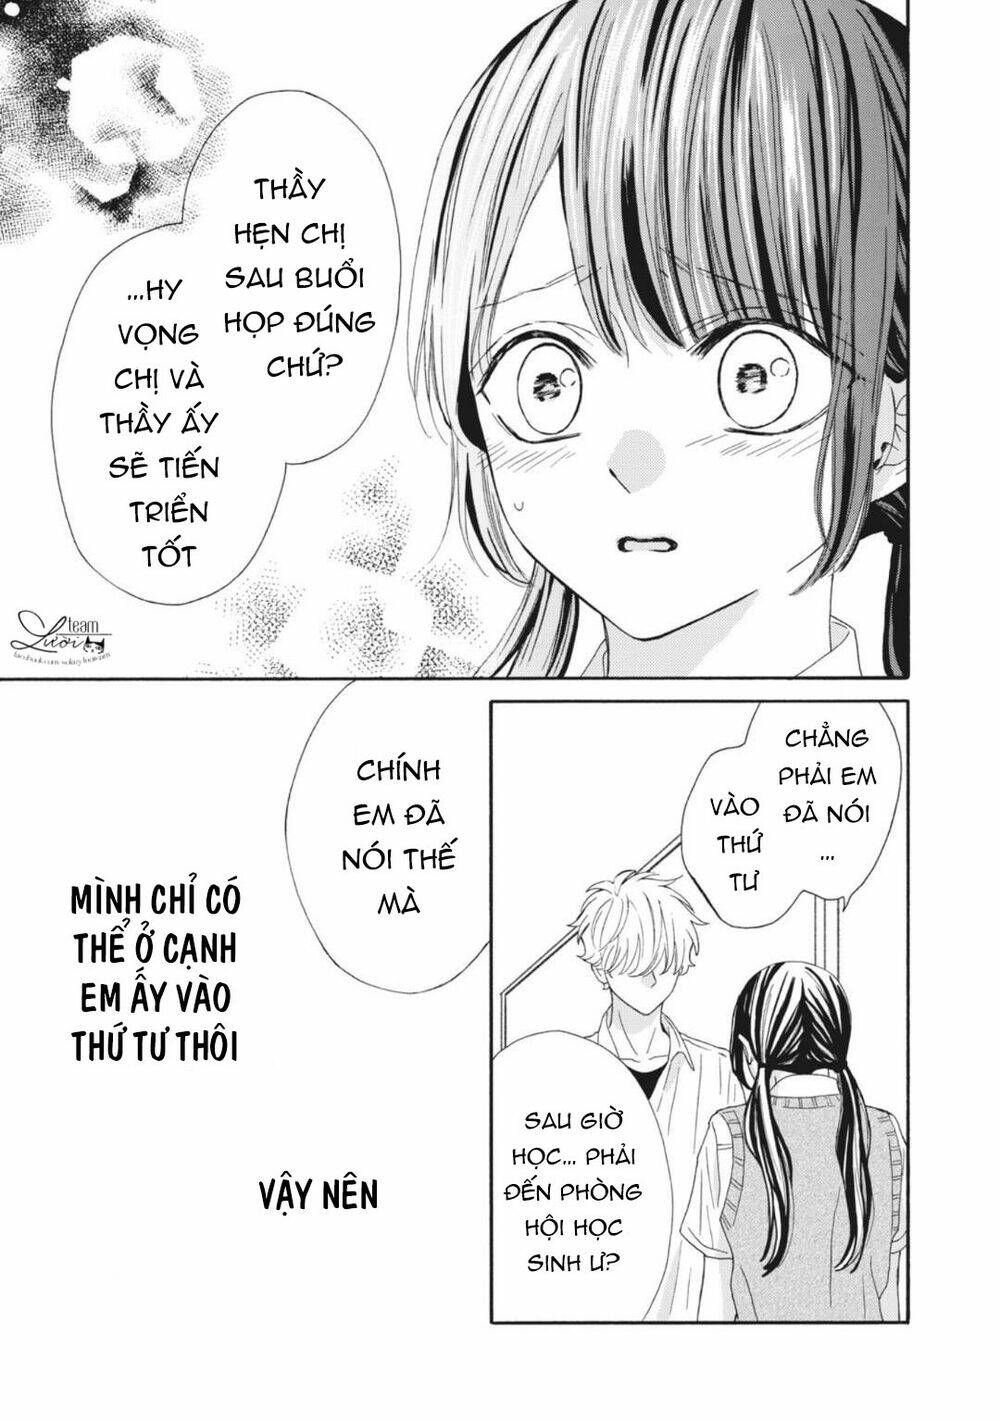 THẦY
HẸN CHỊ
SAU BUỔI
HỌP ĐÚNG
CHỨ?
...HY
VỌNG
CHỊ VÀ
THẦY ẤY
SẼ TIẾN
TRIỂN
TỐT
team
Lười
CHẲNG
PHẢI EM
ĐÃ NÓI
...
VÀO
THỨ
TƯ
SAU GIỜ
HỌC... PHẢI
ĐẾN PHÒNG
HỘI HỌC
SINH Ư?
CHÍNH
EM ĐÃ
NÓI THẾ
MÀ
MÌNH CHỈ CÓ
THỂ Ở CẠNH
EM ẤY VÀO
THỨ TƯ THÔI
VẬY NÊN